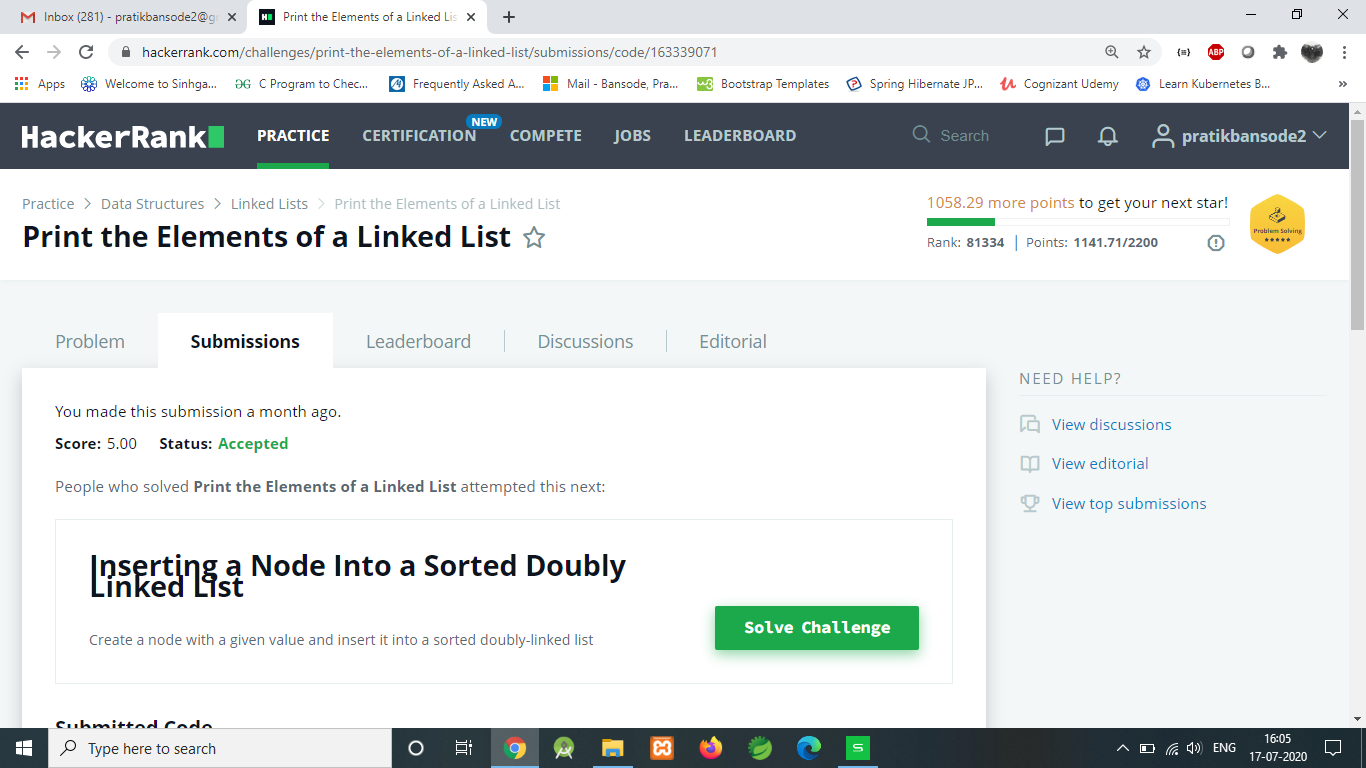 Inbox (281) - pratikbansode2@g
Print the Elements of a Linked Lis
hackerrank.com/challenges/print-the-elements-of-a-linked-list/submissions/code/163339071
ABP
Apps
Welcome to Sinhga...
C Program to Chec...
Frequently Asked A...
Mail - Bansode, Pra...
Bootstrap Templates
Spring Hibernate JP...
Cognizant Udemy
Learn Kubernetes B...
HackerRank
PRACTICE
CERTIFICATION
NEW
COMPETE
JOBS
LEADERBOARD
Search
pratikbansode2
Practice > Data Structures > Linked Lists > Print the Elements of a Linked List
Print the Elements of a Linked List
1058.29 more points to get your next star!
Rank: 81334 | Points: 1141.71/2200
Problem Solving
Problem
Submissions
Leaderboard
Discussions
Editorial
You made this submission a month ago.
Score: 5.00 Status: Accepted
People who solved Print the Elements of a Linked List attempted this next:
Inserting a Node Into a Sorted Doubly
Linked List
Create a node with a given value and insert it into a sorted doubly-linked list
Solve Challenge
Submitted Code
NEED HELP?
View discussions
View editorial
View top submissions
Type here to search
ENG
16:05
17-07-2020